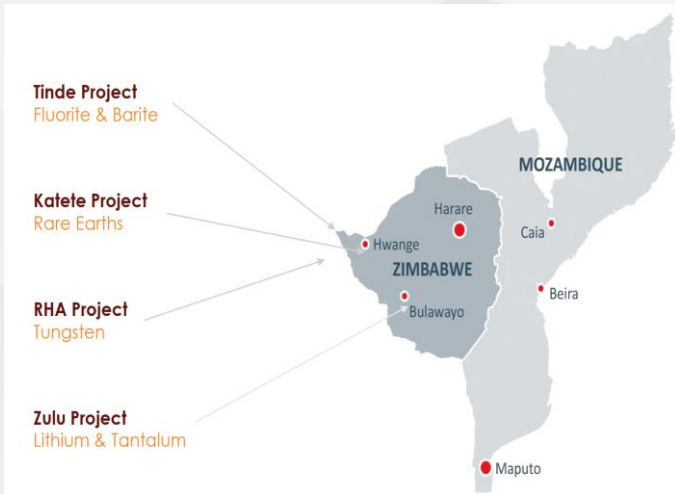 Tinde Project
Fluorite & Barite
Katete Project
Rare Earths
RHA Project
Tungsten
Zulu Project
Lithium & Tantalum
MOZAMBIQUE
Harare
Caia
Hwange
ZIMBABWE
Beira
Bulawayo
Maputo